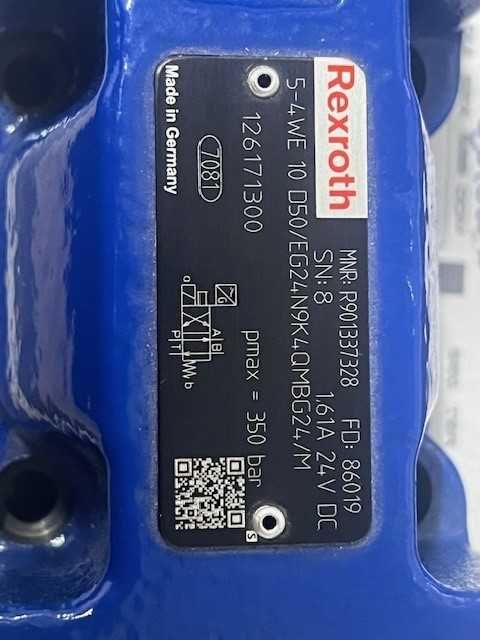 Rexroth
MNR: R901337328 FD: 86019
SN: 8 1,61A 24V DC
5-4WE 10 D50/EG24N9K4QMBG24/M
126171300 pmax = 350 bar
7081
Made in Germany
a
A B
P T
b
S